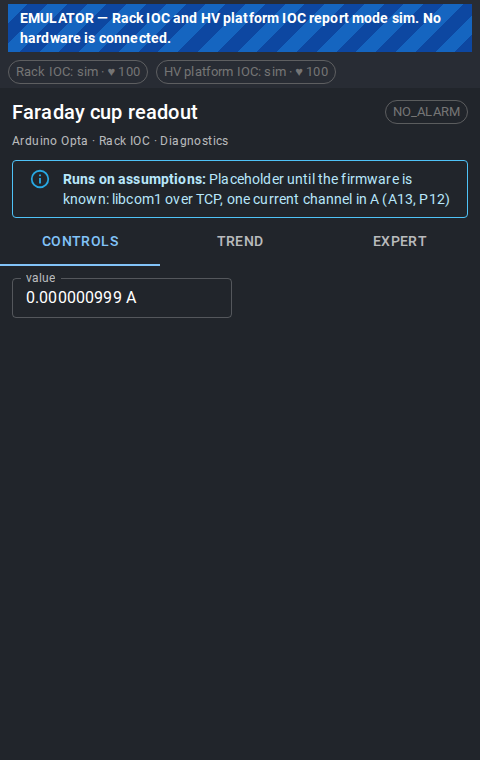 EMULATOR — Rack IOC and HV platform IOC report mode sim. No
hardware is connected.
Rack IOC: sim · ♥ 100
HV platform IOC: sim · ♥ 100
Faraday cup readout
NO_ALARM
Arduino Opta · Rack IOC · Diagnostics
Runs on assumptions: Placeholder until the firmware is
known: libcom1 over TCP, one current channel in A (A13, P12)
CONTROLS
TREND
EXPERT
value
0.000000999 A